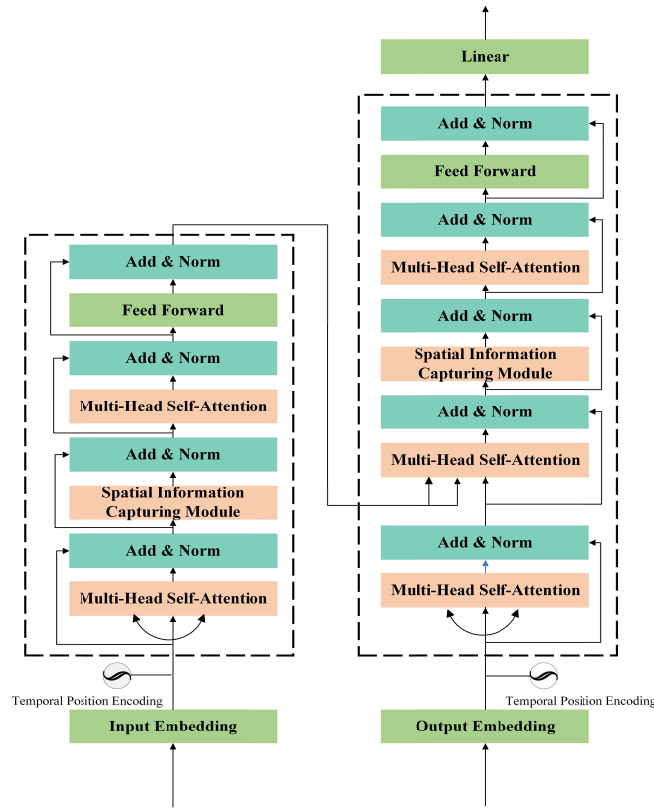 Linear
Add & Norm
Feed Forward
Add & Norm
Multi-Head Self-Attention
Add & Norm
Spatial Information
Capturing Module
Add & Norm
Multi-Head Self-Attention
Add & Norm
Multi-Head Self-Attention
Temporal Position Encoding
Output Embedding
Add & Norm
Feed Forward
Add & Norm
Multi-Head Self-Attention
Add & Norm
Spatial Information
Capturing Module
Add & Norm
Multi-Head Self-Attention
Temporal Position Encoding
Input Embedding